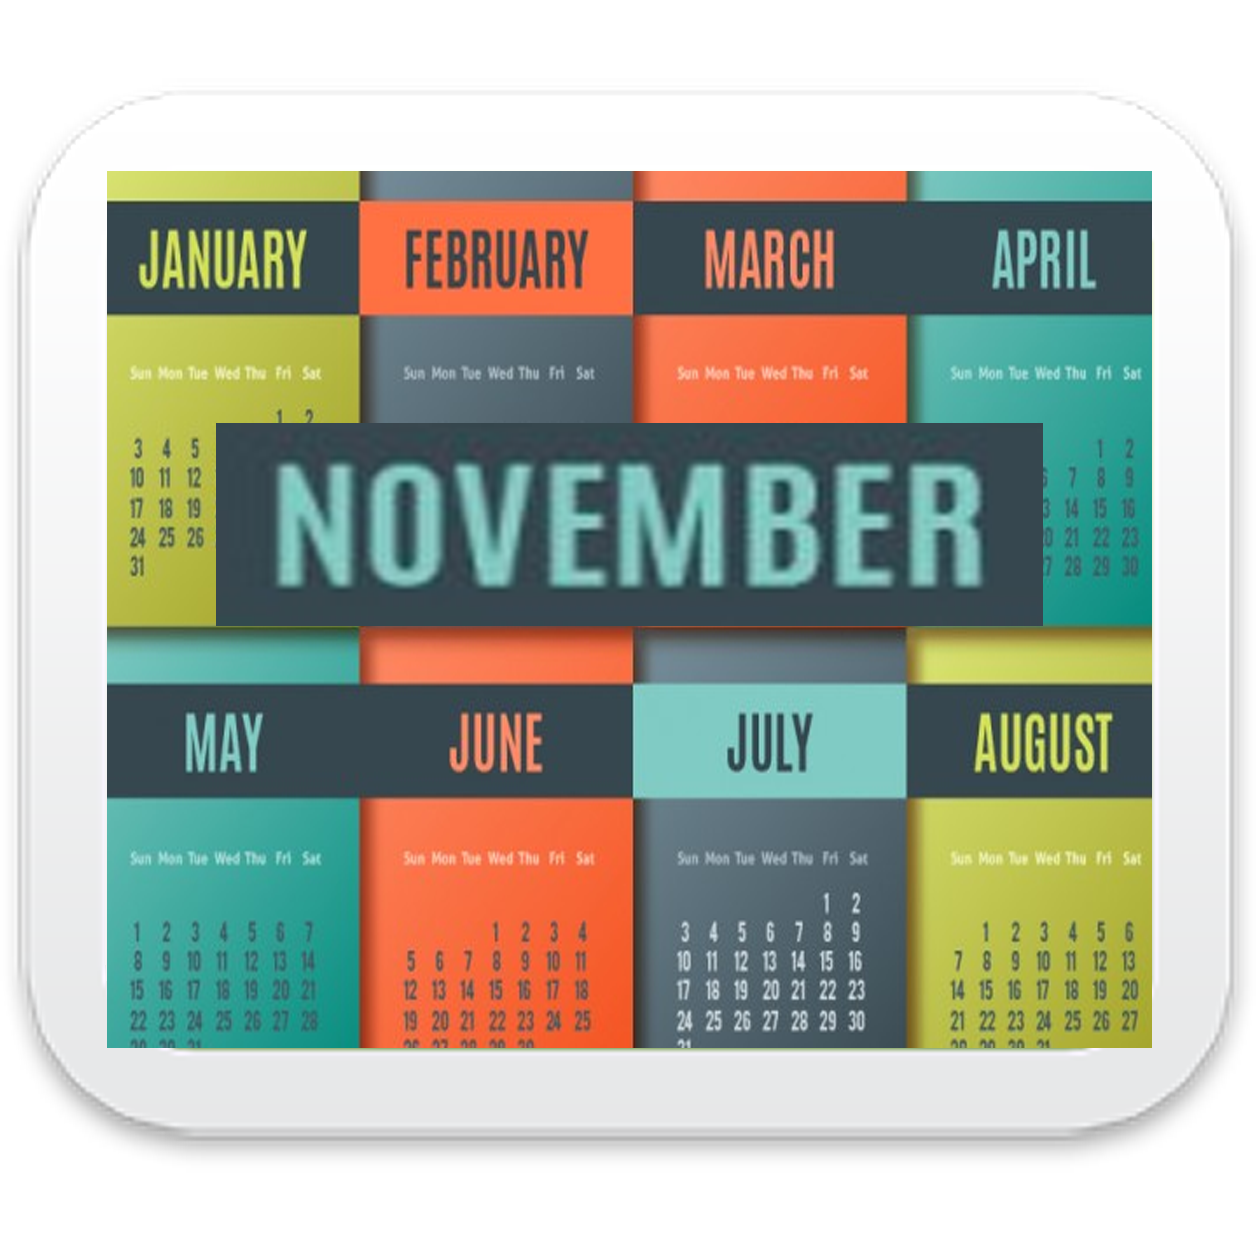 JANUARY FEBRUARY MARCH APRIL
Sun Mon Tue Wed Thu Fri Sat Sun Mon Tue Wed Thu Fri Sat Sun Mon Tue Wed Thu Fri Sat Sun Mon Tue Wed Thu Fri Sat
1 2
3 4 5 1 2
10 11 12 7 8 9
17 18 19 14 15 16
24 25 26 21 22 23
31 28 29 30
NOVEMBER
MAY JUNE JULY AUGUST
Sun Mon Tue Wed Thu Fri Sat Sun Mon Tue Wed Thu Fri Sat Sun Mon Tue Wed Thu Fri Sat Sun Mon Tue Wed Thu Fri Sat
1 2
1 2 3 4 5 6 7 1 2 3 4 3 4 5 6 7 8 9 1 2 3 4 5 6
8 9 10 11 12 13 14 5 6 7 8 9 10 11 10 11 12 13 14 15 16 7 8 9 10 11 12 13
15 16 17 18 19 20 21 12 13 14 15 16 17 18 17 18 19 20 21 22 23 14 15 16 17 18 19 20
22 23 24 25 26 27 28 19 20 21 22 23 24 25 24 25 26 27 28 29 30 21 22 23 24 25 26 27